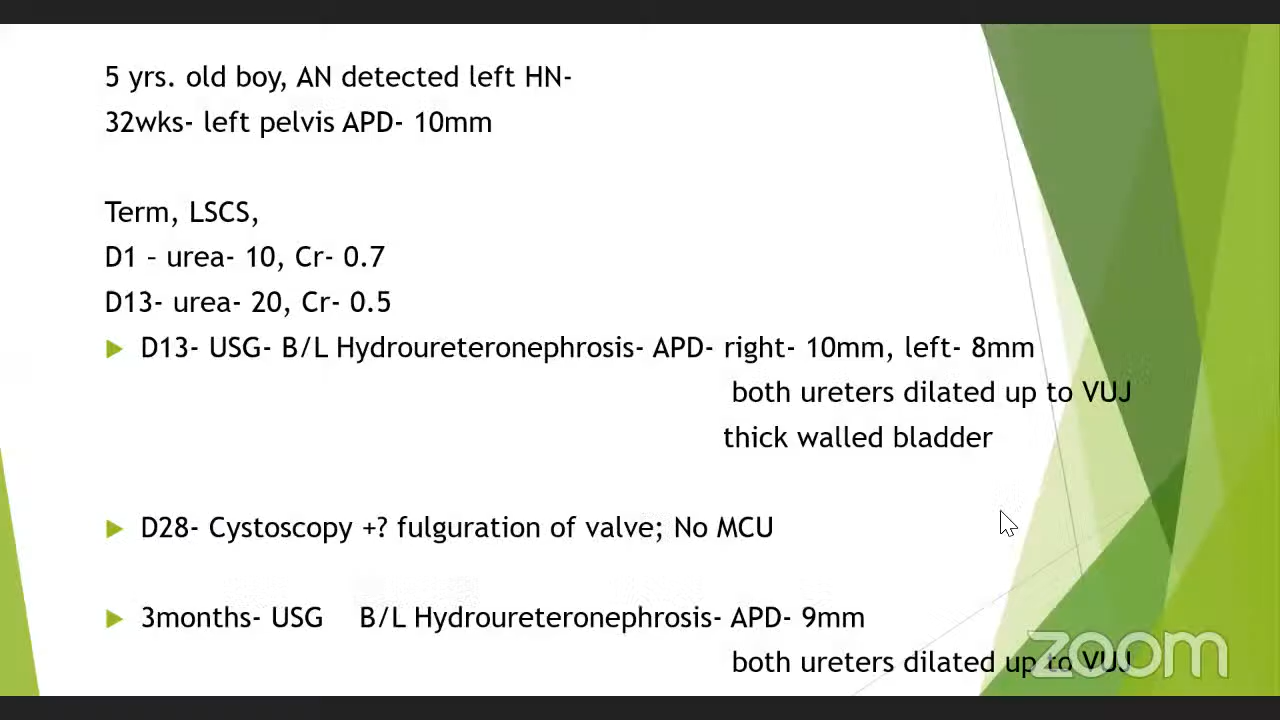 5 yrs. old boy, AN detected left HN-
32wks- left pelvis APD- 10mm
Term, LSCS,
D1 – urea- 10, Cr- 0.7
D13- urea- 20, Cr- 0.5
D13- USG- B/L Hydroureteronephrosis- APD- right- 10mm, left- 8mm
both ureters dilated up to VUJ
thick walled bladder
D28- Cystoscopy +? fulguration of valve; No MCU
3months- USG B/L Hydroureteronephrosis- APD- 9mm
both ureters dilated up to VUJ
zoom